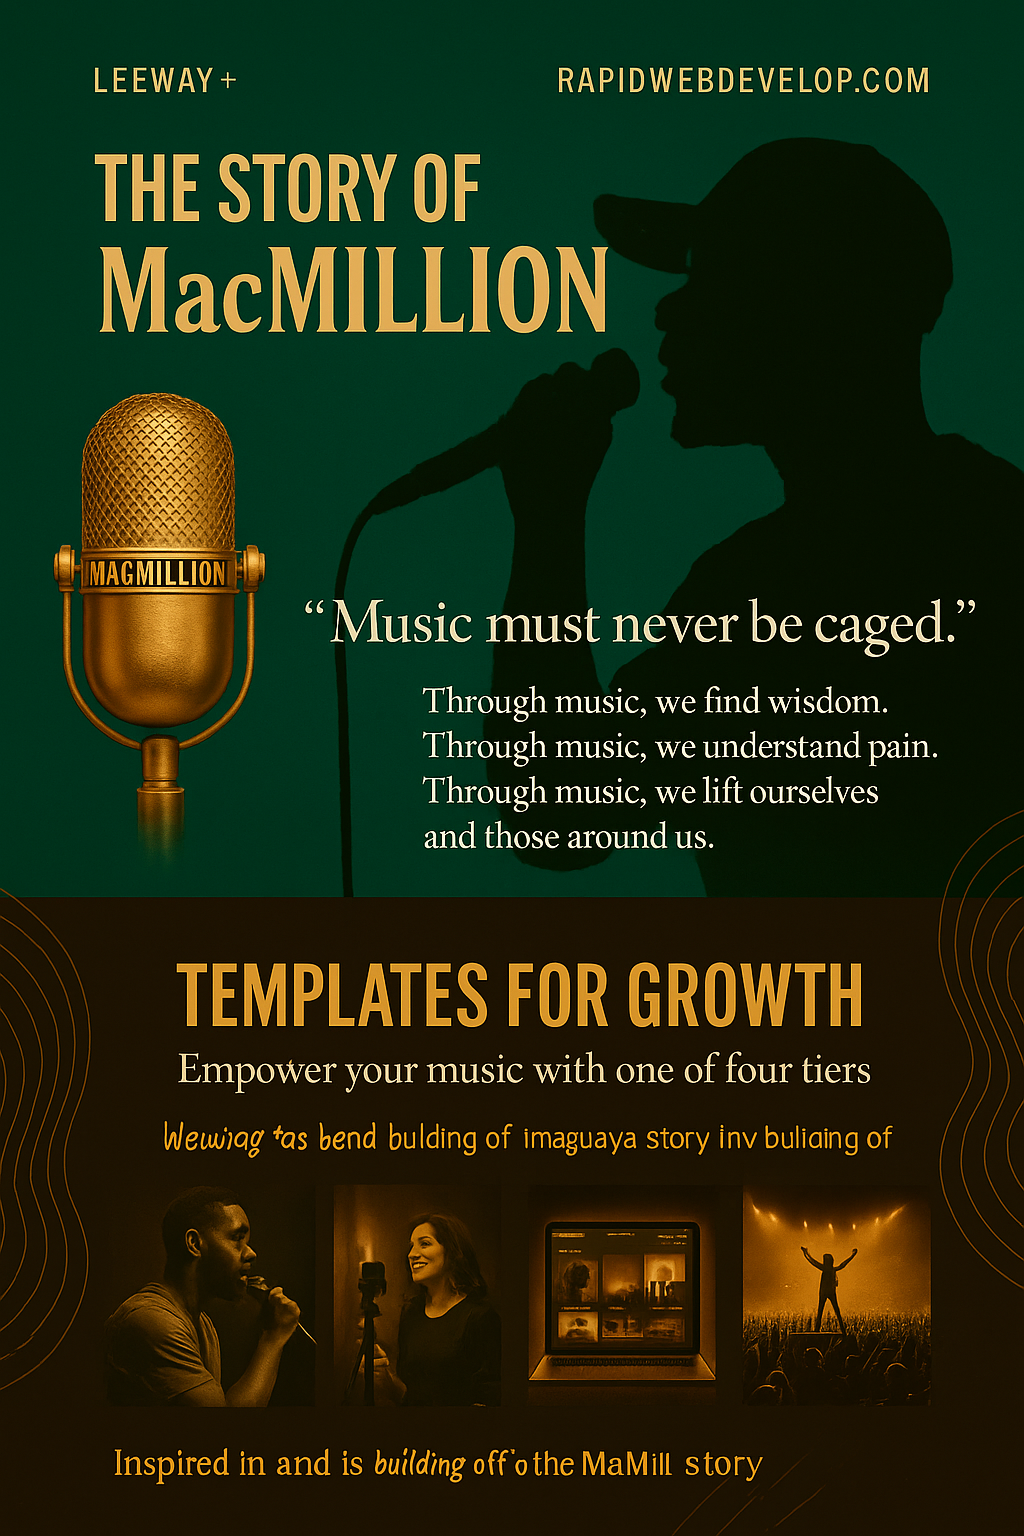 LEEWAY+
RAPIDWEBDEVELOP.COM
THE STORY OF
MacMILLION
MAGMILLION
“Music must never be caged.”
Through music, we find wisdom.
Through music, we understand pain.
Through music, we lift ourselves
and those around us.
TEMPLATES FOR GROWTH
Empower your music with one of four tiers
bend bulding of imaguaya story inv buliaing of
Inspired in and is building off'o the MaMill story